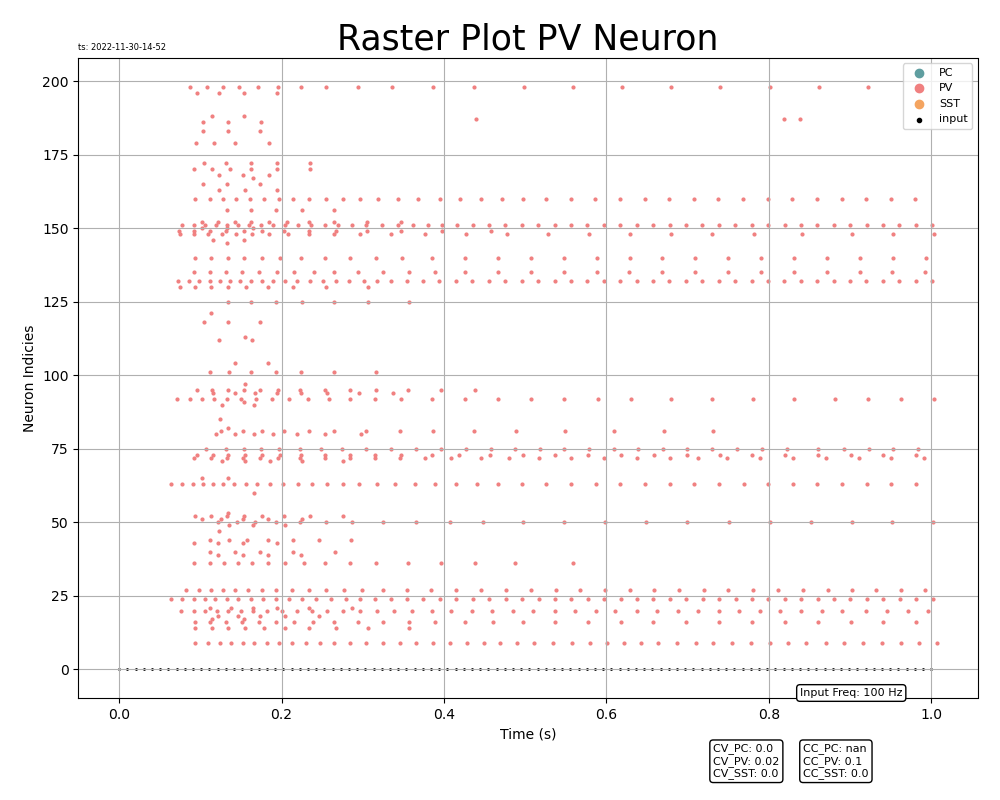 Raster Plot PV Neuron
ts: 2022-11-30-14-52
PC
PV
SST
input
200
175
150
125
100
75
50
25
0
Neuron Indicies
0.0 0.2 0.4 0.6 0.8 1.0
Time (s)
Input Freq: 100 Hz
CV_PC: 0.0
CV_PV: 0.02
CV_SST: 0.0
CC_PC: nan
CC_PV: 0.1
CC_SST: 0.0